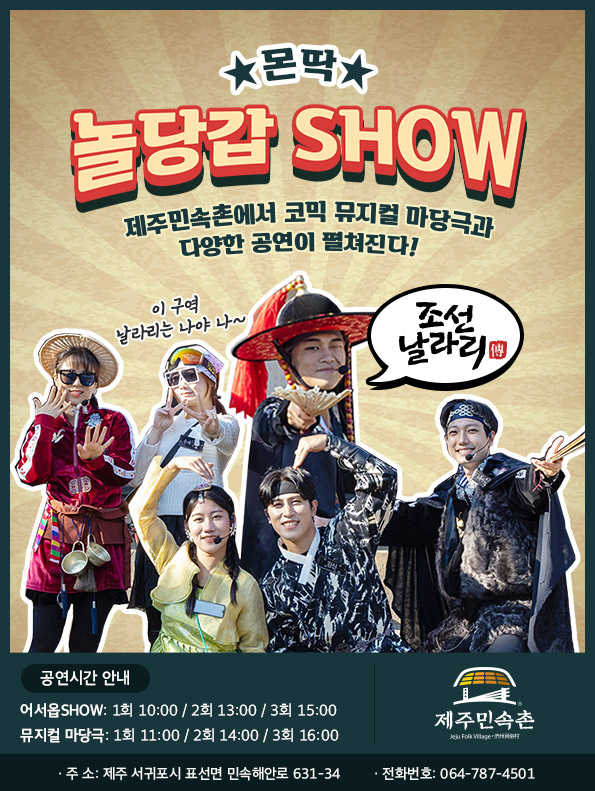 ★몬딱★
놀당갑 SHOW
제주민속촌에서 코믹 뮤지컬 마당극과
다양한 공연이 펼쳐진다!
이 구역
날라리는 나야 나~
조선
날라리 傳
공연시간 안내
어서옵SHOW: 1회 10:00 / 2회 13:00 / 3회 15:00
뮤지컬 마당극: 1회 11:00 / 2회 14:00 / 3회 16:00
제주민속촌
Jeju Folk Village · 濟州民俗村
· 주 소: 제주 서귀포시 표선면 민속해안로 631-34
· 전화번호: 064-787-4501